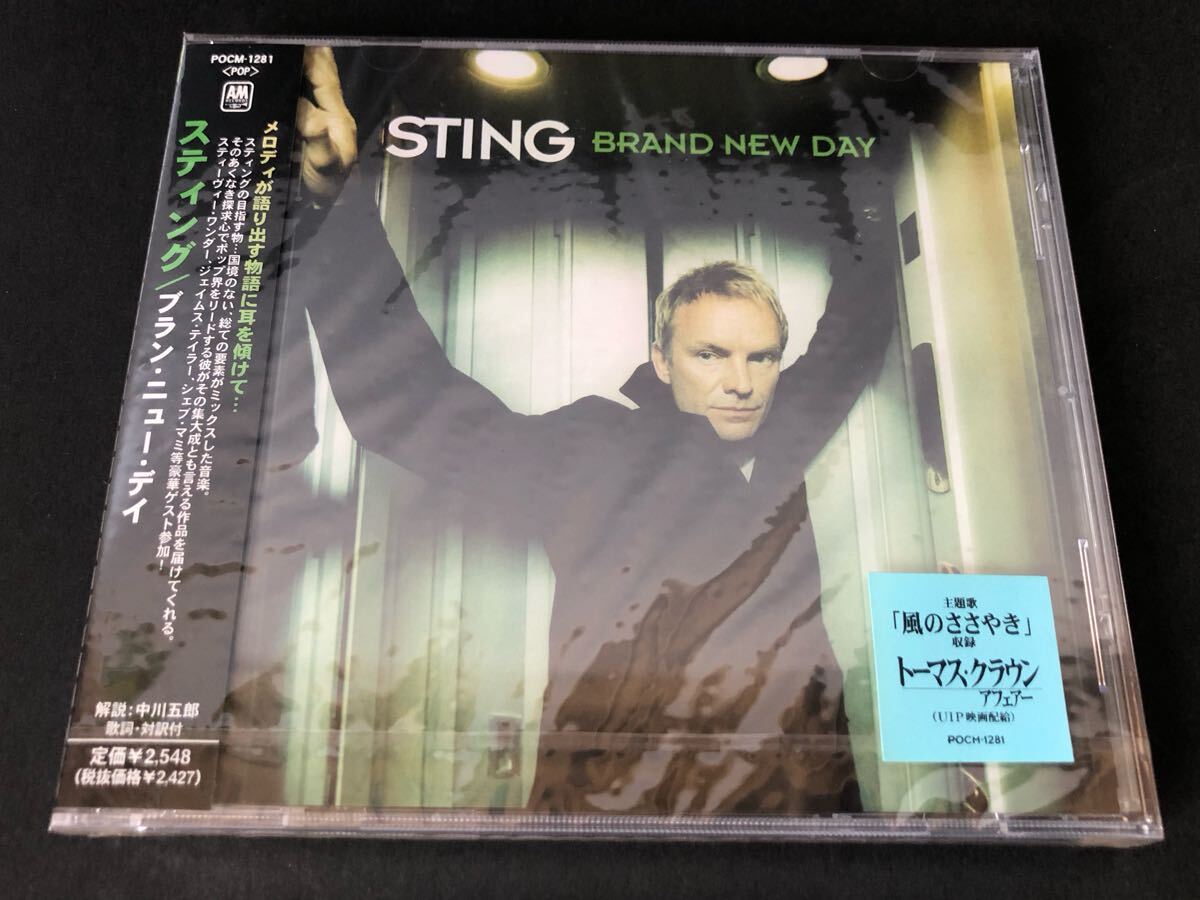 POCM-1281
〈POP〉
A&M
RECORDS
メロディが語り出す物語に耳を傾けて…
スティングの目指す物…国境のない、総ての要素がミックスした音楽。
そのあくなき探求心でポップ界をリードする彼がその集大成とも言える作品を届けてくれる。
スティーヴィー・ワンダー、ジェイムス・テイラー、シェブ・マミ等豪華ゲスト参加!
スティング/ブラン・ニュー・デイ
解説:中川五郎
歌詞・対訳付
定価¥2,548
(税抜価格¥2,427)
STING BRAND NEW DAY
主題歌
「風のささやき」
収録
トーマス・クラウン
アフェアー
(UIP映画配給)
POCM-1281